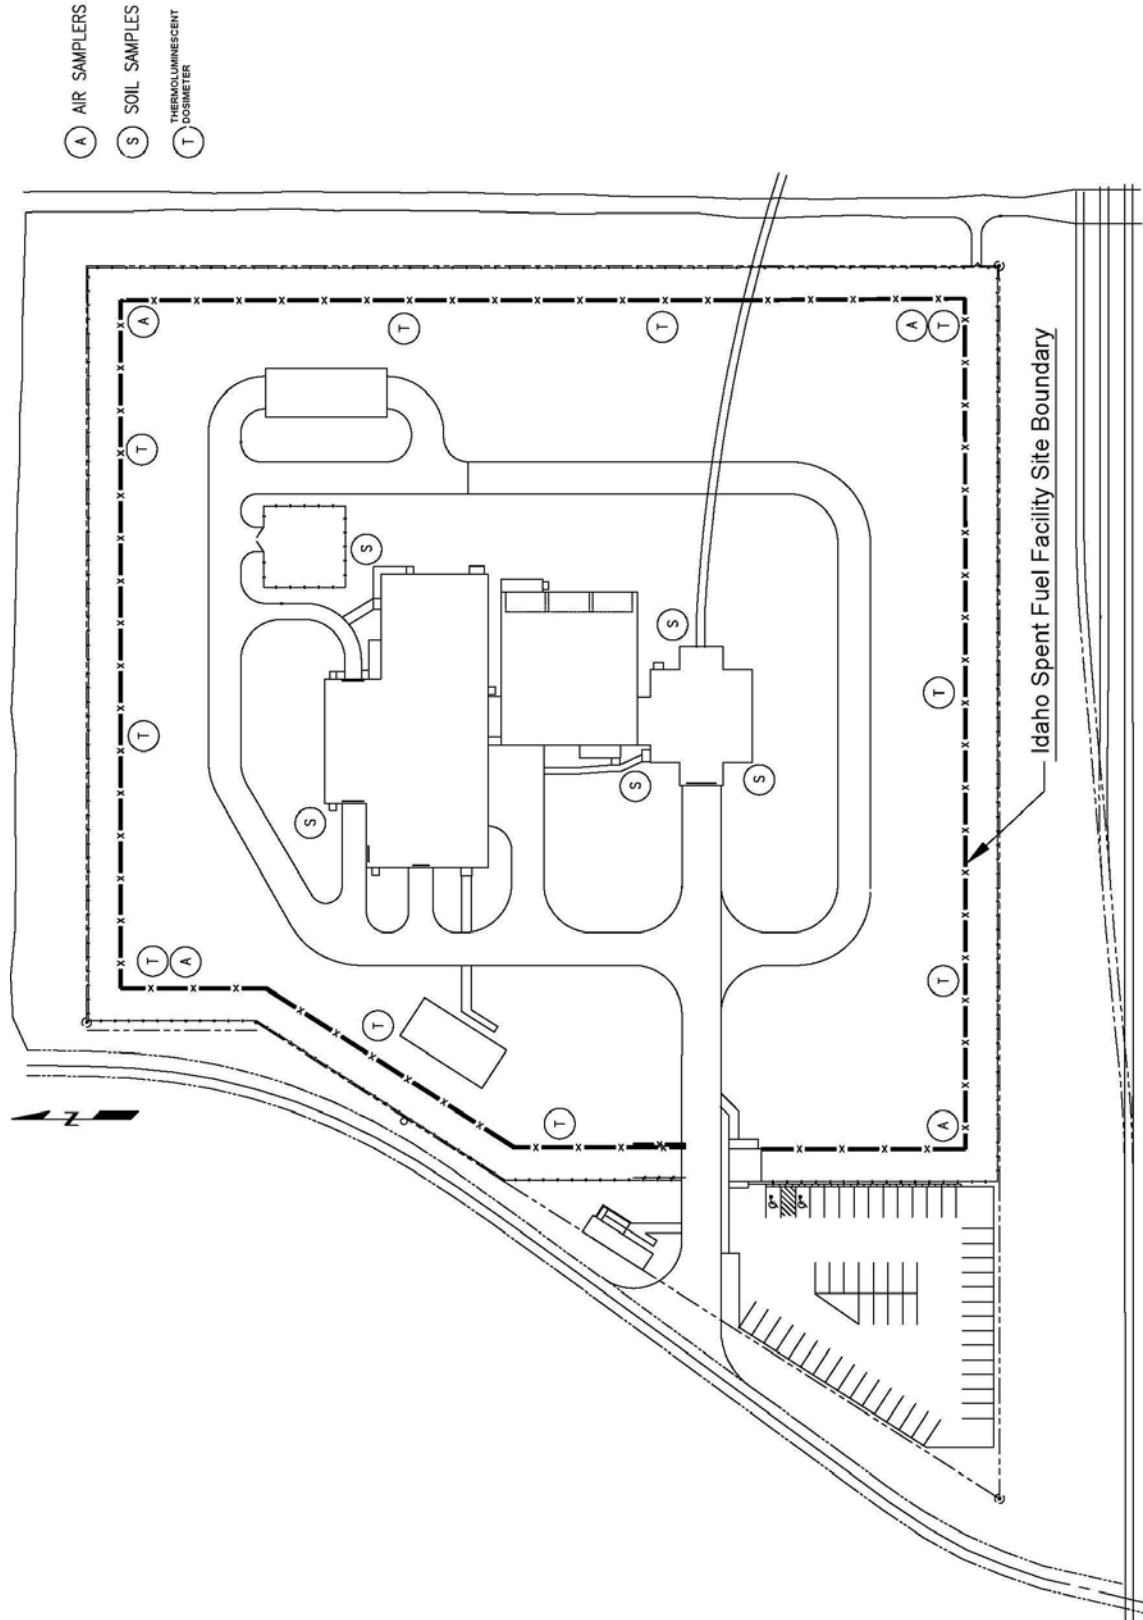 A AIR SAMPLERS
S SOIL SAMPLES
T THERMOLUMINESCENT
DOSIMETER
A
T
T
A
T
T
S
S
T
Idaho Spent Fuel Facility Site Boundary
T
S
S
S
T
A
T
T
N
T
A